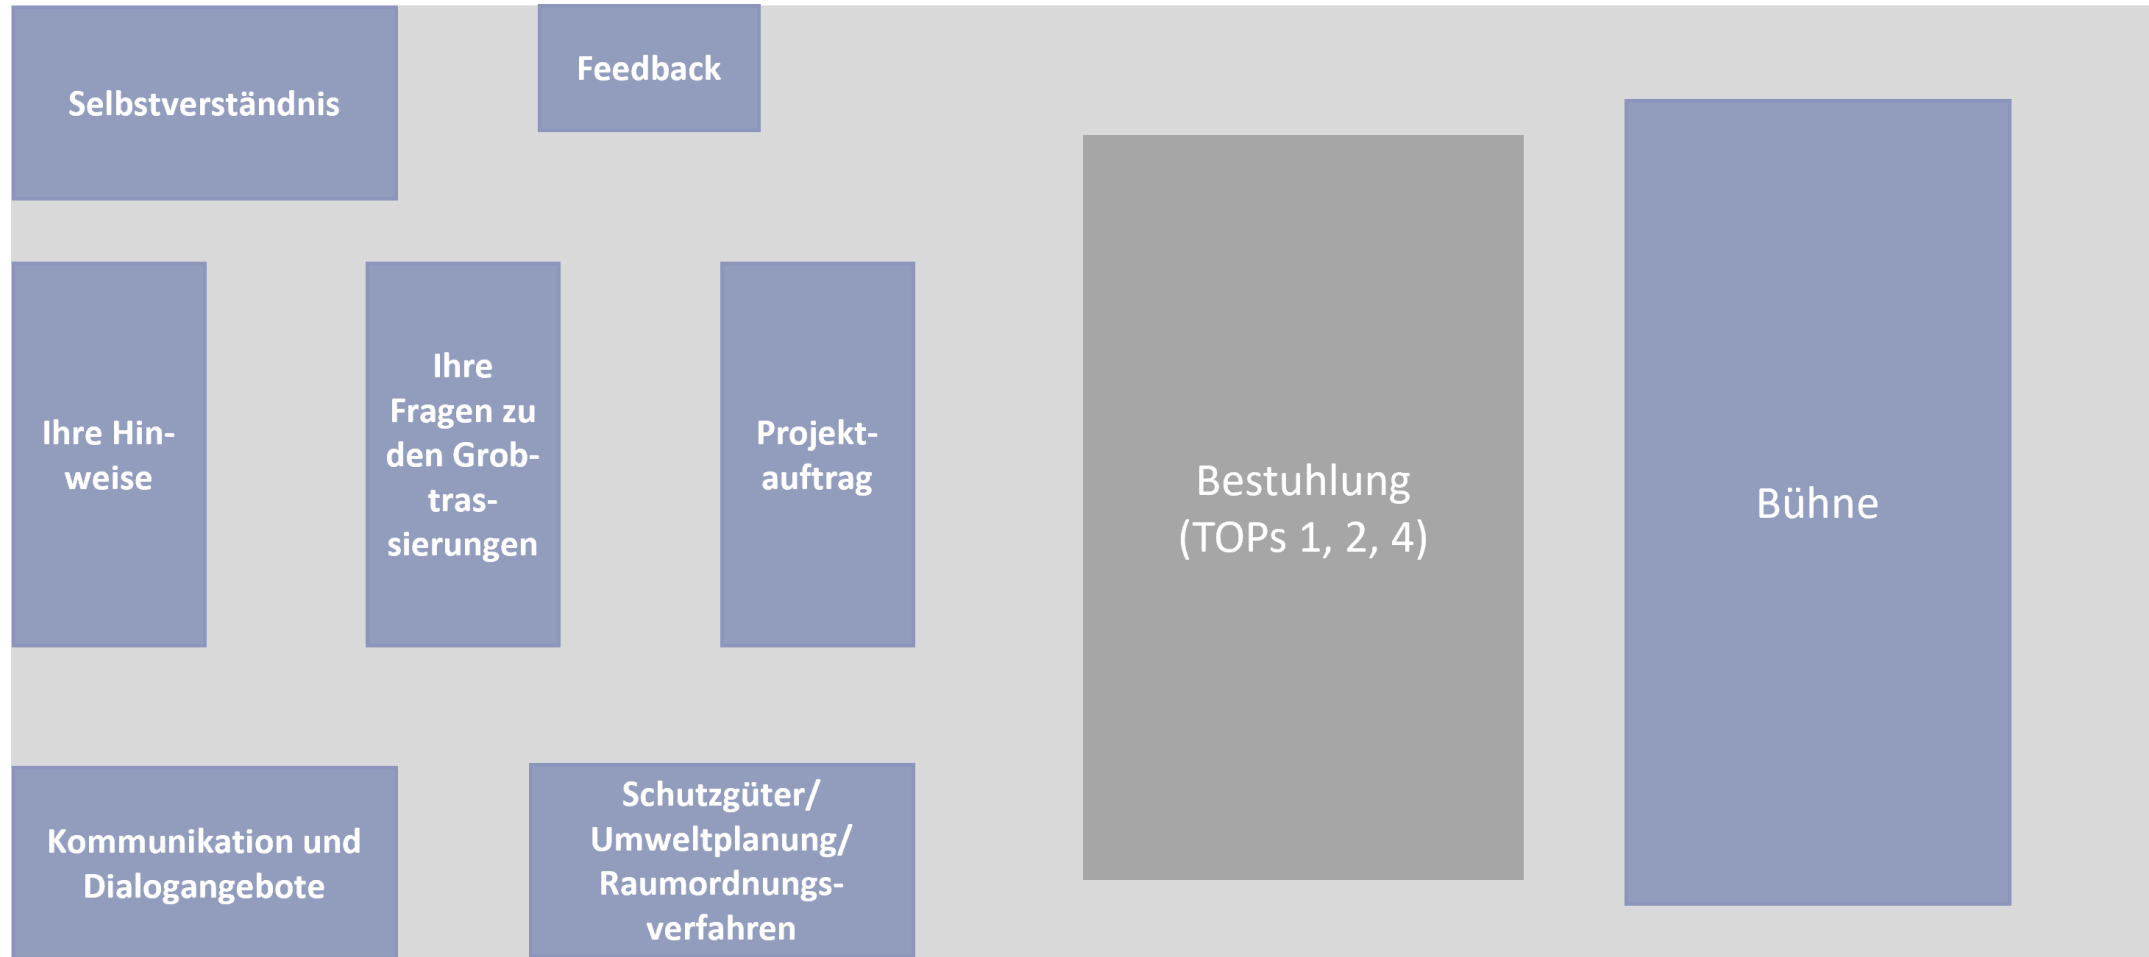 Selbstverständnis
Feedback
Ihre Hin-
weise
Ihre
Fragen zu
den Grob-
tras-
sierungen
Projekt-
auftrag
Bestuhlung
(TOPs 1, 2, 4)
Bühne
Kommunikation und
Dialogangebote
Schutzgüter/
Umweltplanung/
Raumordnungs-
verfahren